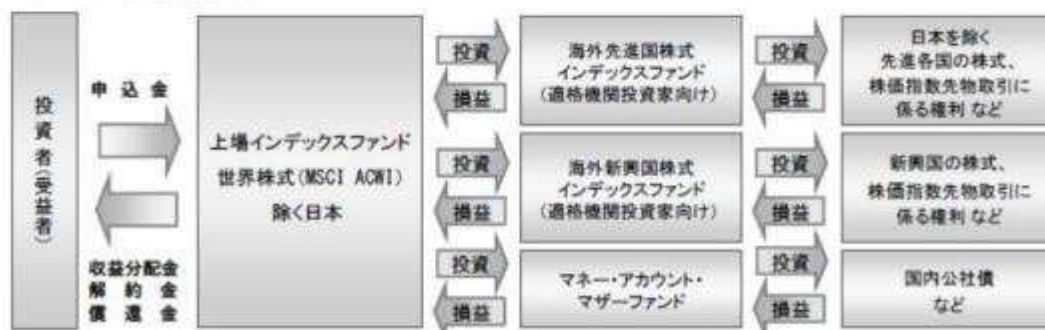 投資者(受益者)
申込金
収益分配金
解約金
償還金
上場インデックスファンド
世界株式(MSCI ACWI)
除く日本
投資
損益
海外先進国株式
インデックスファンド
(適格機関投資家向け)
投資
損益
日本を除く
先進各国の株式、
株価指数先物取引に
係る権利 など
投資
損益
海外新興国株式
インデックスファンド
(適格機関投資家向け)
投資
損益
新興国の株式、
株価指数先物取引に
係る権利 など
投資
損益
マネー・アカウント・
マザーファンド
投資
損益
国内公社債
など